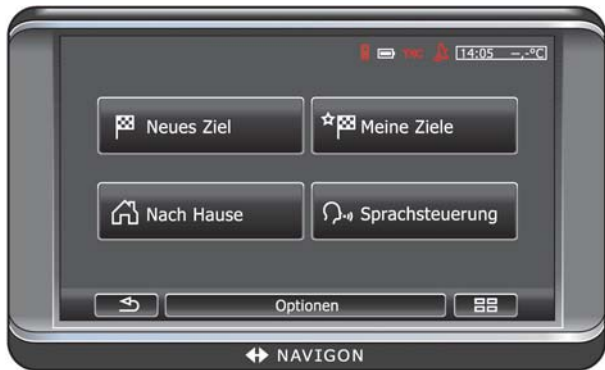 TMC 14:05 –,-°C
Neues Ziel
Meine Ziele
Nach Hause
Sprachsteuerung
Optionen
NAVIGON